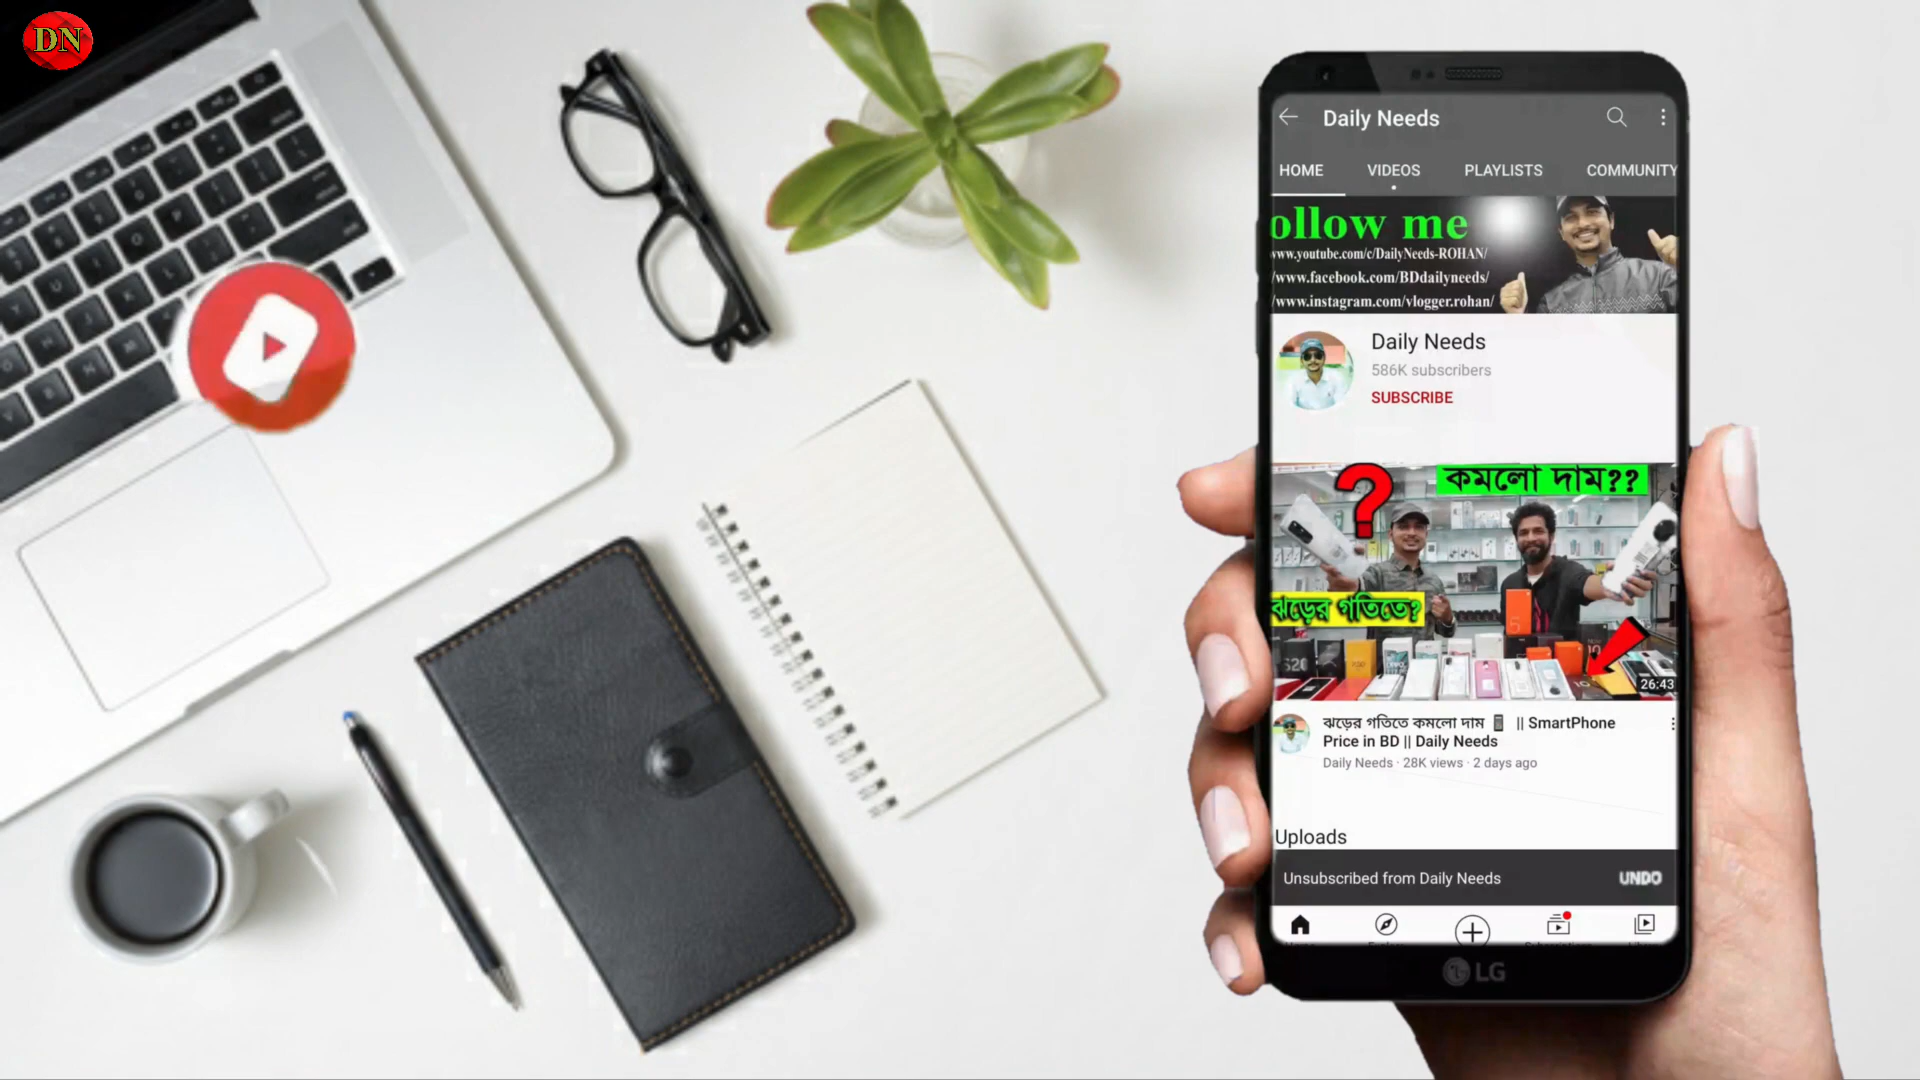 DN
Daily Needs
HOME VIDEOS PLAYLISTS COMMUNITY
ollow me
www.youtube.com/c/DailyNeeds-ROHAN/
/www.facebook.com/BDdailyneeds/
/www.instagram.com/vlogger.rohan/
Daily Needs
586K subscribers
SUBSCRIBE
কমলো দাম??
?
ঝড়ের গতিতে?
26:43
ঝড়ের গতিতে কমলো দাম 📱 || SmartPhone
Price in BD || Daily Needs
Daily Needs · 28K views · 2 days ago
Uploads
Unsubscribed from Daily Needs UNDO
LG